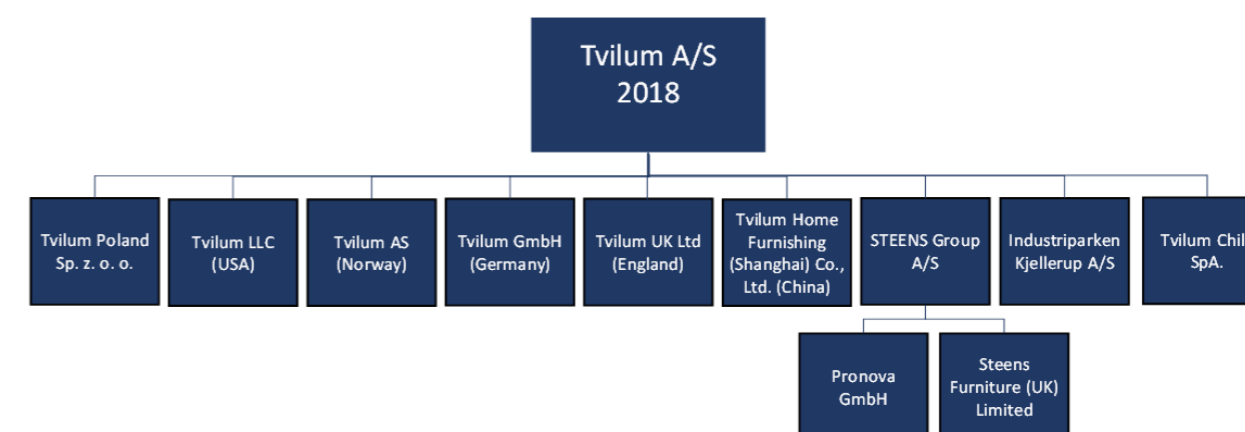 Tvilum A/S
2018
Tvilum Poland
Sp. z. o. o.
Tvilum LLC
(USA)
Tvilum AS
(Norway)
Tvilum GmbH
(Germany)
Tvilum UK Ltd
(England)
Tvilum Home
Furnishing
(Shanghai) Co.,
Ltd. (China)
STEENS Group
A/S
Industriparken
Kjellerup A/S
Tvilum Chil
SpA.
Pronova
GmbH
Steens
Furniture (UK)
Limited